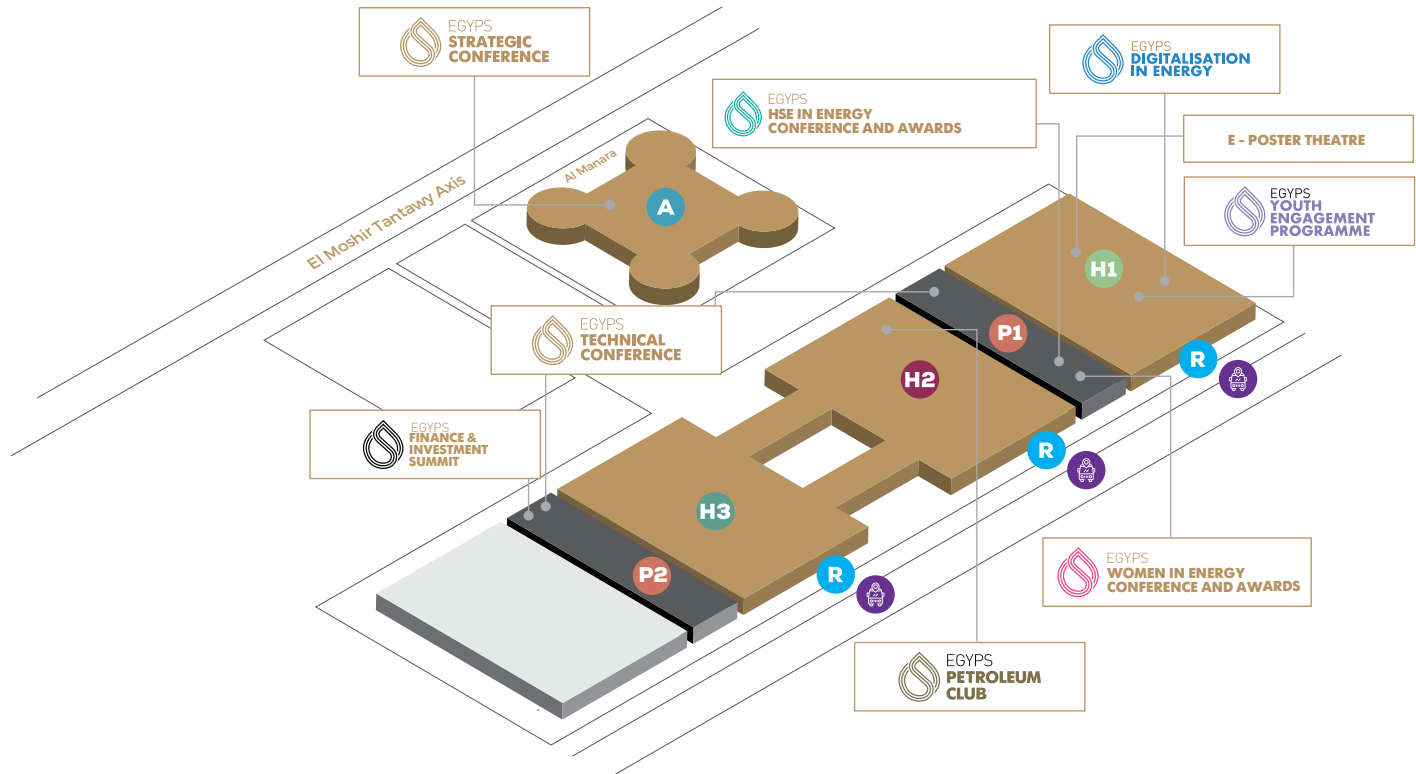 EGYPS
STRATEGIC
CONFERENCE
EGYPS
DIGITALISATION
IN ENERGY
EGYPS
HSE IN ENERGY
CONFERENCE AND AWARDS
E - POSTER THEATRE
Al Manara
El Moshir Tantawy Axis
A
EGYPS
YOUTH
ENGAGEMENT
PROGRAMME
H1
EGYPS
TECHNICAL
CONFERENCE
P1
R
H2
EGYPS
FINANCE &
INVESTMENT
SUMMIT
R
H3
P2
R
EGYPS
WOMEN IN ENERGY
CONFERENCE AND AWARDS
EGYPS
PETROLEUM
CLUB